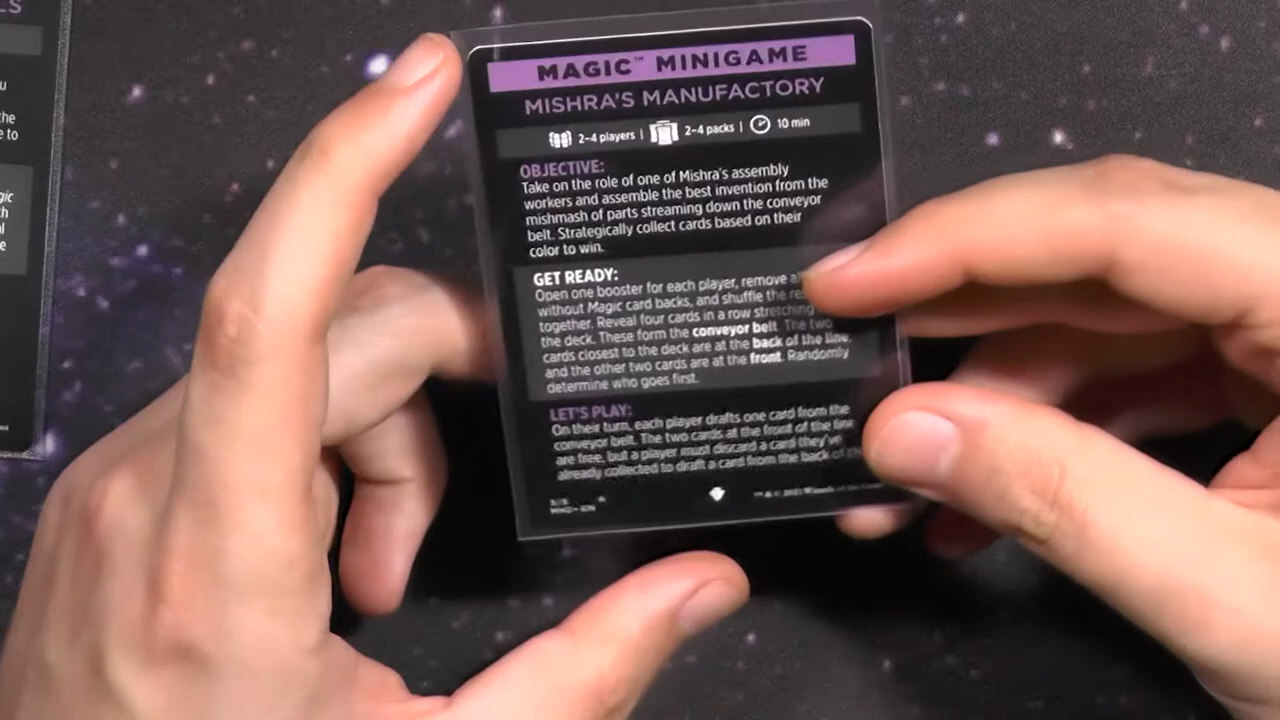 LS
u
the
e to
gic
th
l
e
MAGIC™ MINIGAME
MISHRA'S MANUFACTORY
2–4 players | 2–4 packs | 10 min
OBJECTIVE:
Take on the role of one of Mishra's assembly
workers and assemble the best invention from the
mishmash of parts streaming down the conveyor
belt. Strategically collect cards based on their
color to win.
GET READY:
Open one booster for each player, remove a
without Magic card backs, and shuffle the re
together. Reveal four cards in a row stretching
the deck. These form the conveyor belt. The two
cards closest to the deck are at the back of the line,
and the other two cards are at the front. Randomly
determine who goes first.
LET'S PLAY:
On their turn, each player drafts one card from the
conveyor belt. The two cards at the front of the line
are free, but a player must discard a card they've
already collected to draft a card from the back of the